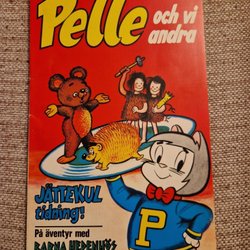 Pelle
och vi
andra
JÄTTEKUL
tidning!
På äventyr med
BARNA HEDENHÖS
P